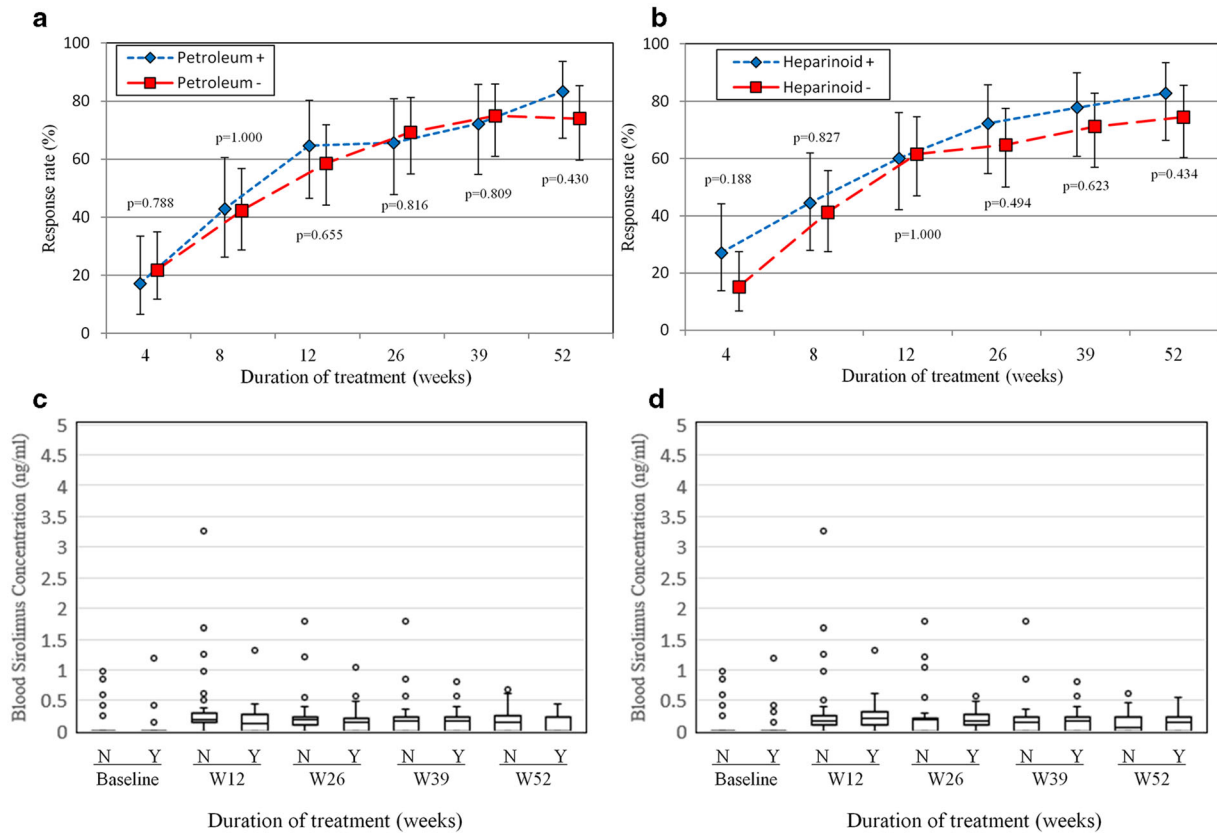 a
100
80
60
40
20
0
Response rate (%)
Petroleum +
Petroleum -
p=0.788
p=1.000
p=0.655
p=0.816
p=0.809
p=0.430
4 8 12 26 39 52
Duration of treatment (weeks)
b
100
80
60
40
20
0
Response rate (%)
Heparinoid +
Heparinoid -
p=0.188
p=0.827
p=1.000
p=0.494
p=0.623
p=0.434
4 8 12 26 39 52
Duration of treatment (weeks)
c
5
4.5
4
3.5
3
2.5
2
1.5
1
0.5
0
Blood Sirolimus Concentration (ng/ml)
N Y N Y N Y N Y N Y
Baseline W12 W26 W39 W52
Duration of treatment (weeks)
d
5
4.5
4
3.5
3
2.5
2
1.5
1
0.5
0
Blood Sirolimus Concentration (ng/ml)
N Y N Y N Y N Y N Y
Baseline W12 W26 W39 W52
Duration of treatment (weeks)